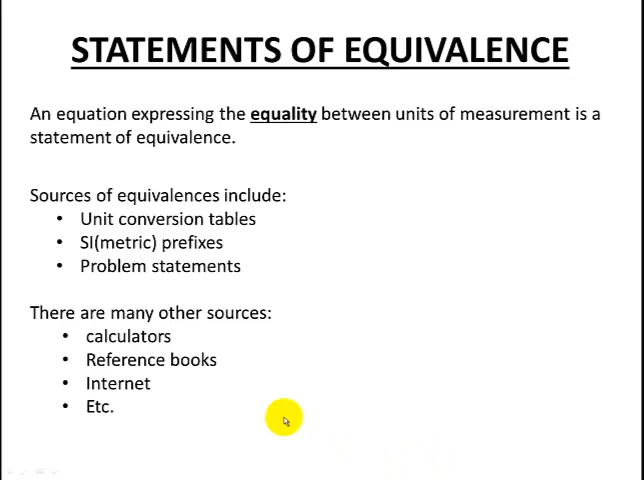 STATEMENTS OF EQUIVALENCE
An equation expressing the equality between units of measurement is a
statement of equivalence.
Sources of equivalences include:
• Unit conversion tables
• SI(metric) prefixes
• Problem statements
There are many other sources:
• calculators
• Reference books
• Internet
• Etc.